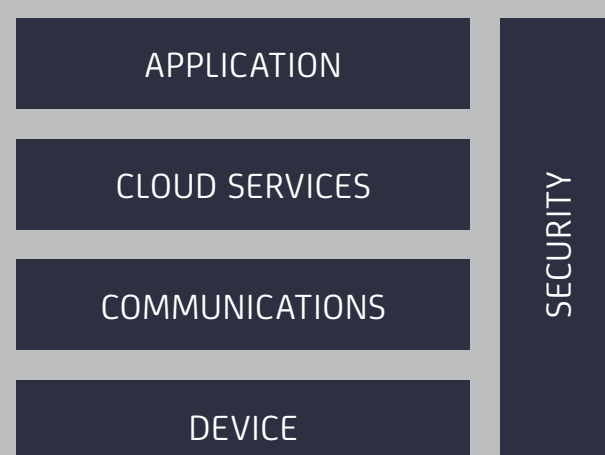 APPLICATION
CLOUD SERVICES
COMMUNICATIONS
DEVICE
SECURITY